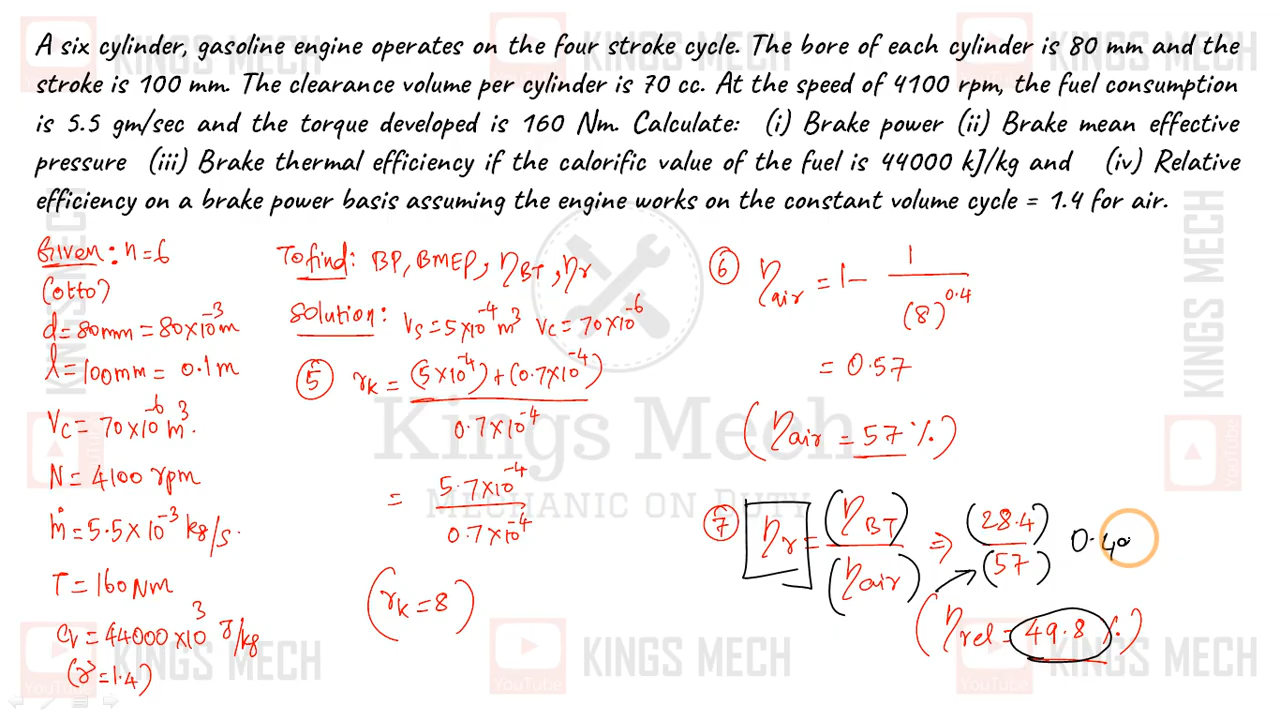 A six cylinder, gasoline engine operates on the four stroke cycle. The bore of each cylinder is 80 mm and the
stroke is 100 mm. The clearance volume per cylinder is 70 cc. At the speed of 4100 rpm, the fuel consumption
is 5.5 gm/sec and the torque developed is 160 Nm. Calculate: (i) Brake power (ii) Brake mean effective
pressure (iii) Brake thermal efficiency if the calorific value of the fuel is 44000 kJ/kg and (iv) Relative
efficiency on a brake power basis assuming the engine works on the constant volume cycle = 1.4 for air.
Given: n=6
(otto)
d=80mm=80×10⁻³m
l=100mm=0.1m
Vc=70×10⁻⁶m³.
N=4100 rpm
ṁ=5.5×10⁻³kg/s.
T=160Nm
Cv=44000×10³ J/kg
(γ=1.4)
To find: BP, BMEP, ηBT, ηr
Solution: Vs=5×10⁻⁴m³ Vc=70×10⁻⁶
⑤ rk = (5×10⁻⁴)+(0.7×10⁻⁴)
0.7×10⁻⁴
= 5.7×10⁻⁴
0.7×10⁻⁴
(rk=8)
⑥ ηair = 1- 1
(8)^0.4
= 0.57
(ηair = 57%)
⑦ ηr = (ηBT) ⇒ (28.4) 0.49
(ηair) (57)
(ηrel = 49.8%)
Kings Mech
MECHANIC ON DUTY
KINGS MECH
YouTube